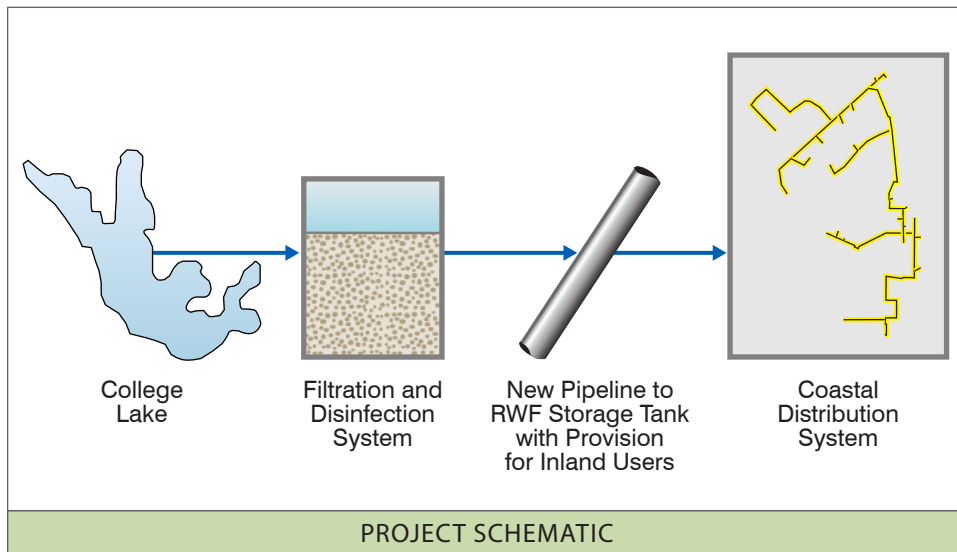 College
Lake
Filtration and
Disinfection
System
New Pipeline to
RWF Storage Tank
with Provision
for Inland Users
Coastal
Distribution
System
PROJECT SCHEMATIC